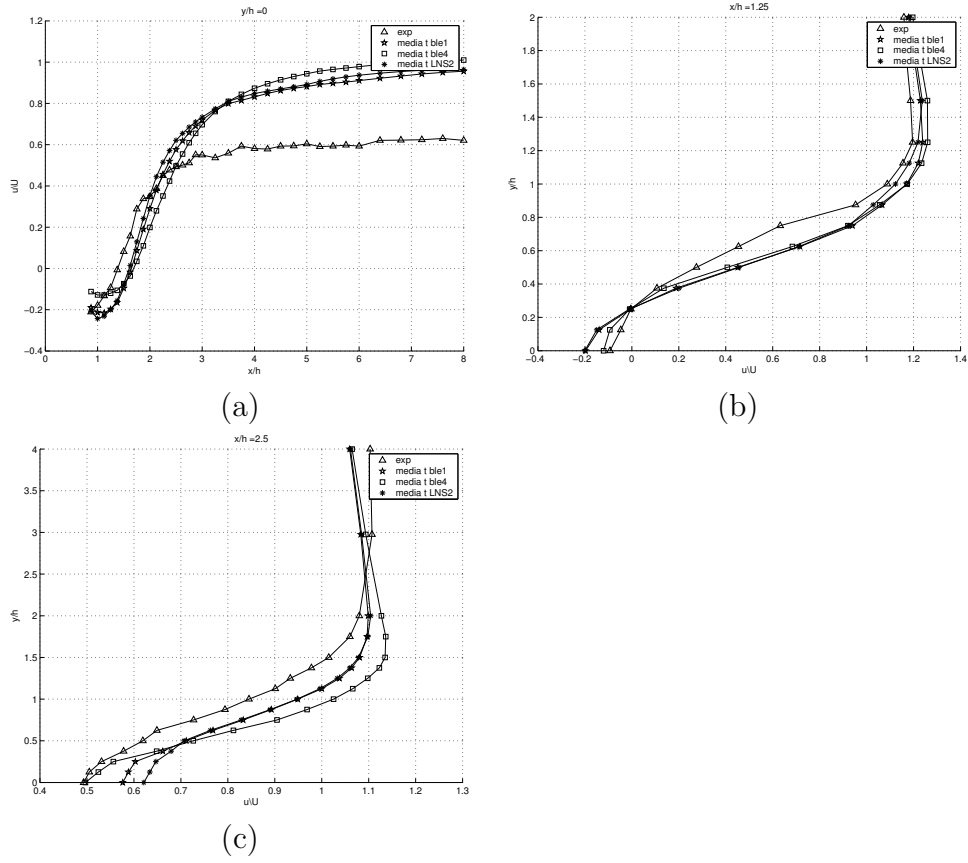 y/h =0
exp
media t ble1
media t ble4
media t LNS2
1.2
1
0.8
0.6
0.4
0.2
0
−0.2
−0.4
u\U
0 1 2 3 4 5 6 7 8
x/h
(a)
x/h =1.25
exp
media t ble1
media t ble4
media t LNS2
2
1.8
1.6
1.4
1.2
1
0.8
0.6
0.4
0.2
0
y/h
−0.4 −0.2 0 0.2 0.4 0.6 0.8 1 1.2 1.4
u\U
(b)
x/h =2.5
exp
media t ble1
media t ble4
media t LNS2
4
3.5
3
2.5
2
1.5
1
0.5
0
y/h
0.4 0.5 0.6 0.7 0.8 0.9 1 1.1 1.2 1.3
u\U
(c)